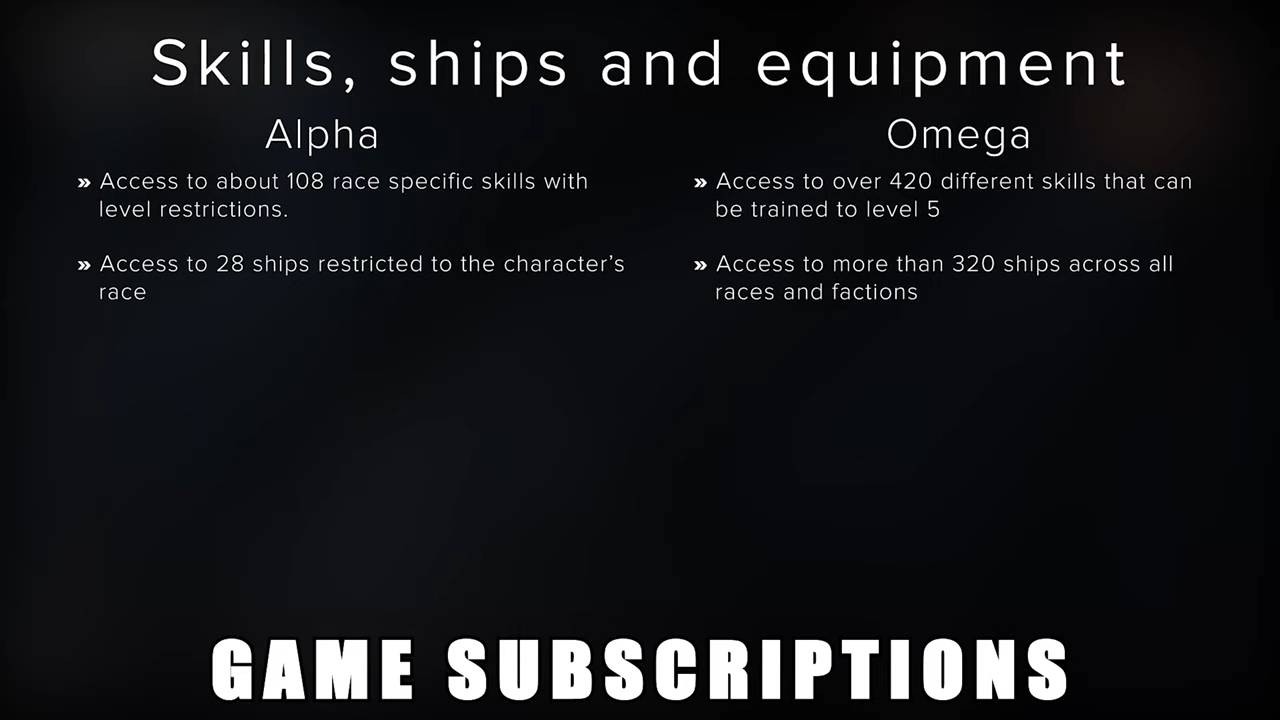 Skills, ships and equipment
Alpha
» Access to about 108 race specific skills with
level restrictions.
» Access to 28 ships restricted to the character’s
race
Omega
» Access to over 420 different skills that can
be trained to level 5
» Access to more than 320 ships across all
races and factions
GAME SUBSCRIPTIONS